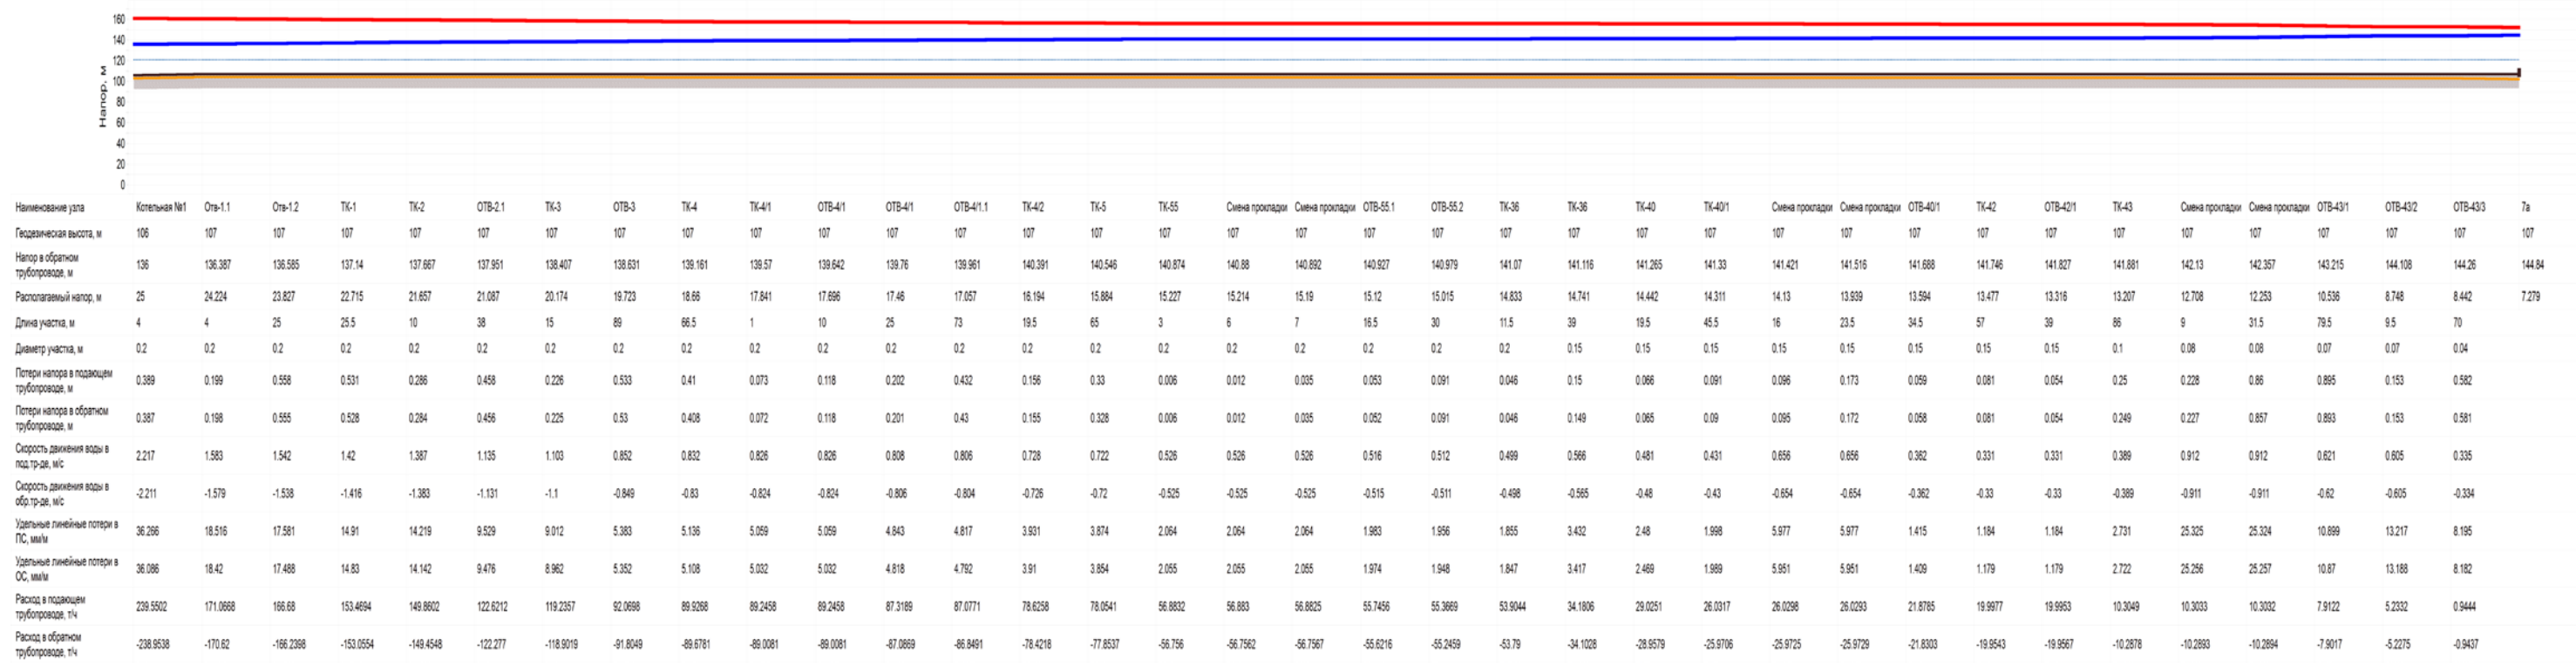 160
140
120
100
80
60
40
20
0
Напор, м
Наименование узла Котельная №1 Отв-1.1 Отв-1.2 ТК-1 ТК-2 ОТВ-2.1 ТК-3 ОТВ-3 ТК-4 ТК-4/1 ОТВ-4/1 ОТВ-4/1 ОТВ-4/1.1 ТК-4/2 ТК-5 ТК-55 Смена прокладки Смена прокладки ОТВ-55.1 ОТВ-55.2 ТК-36 ТК-36 ТК-40 ТК-40/1 Смена прокладки Смена прокладки ОТВ-40/1 ТК-42 ОТВ-42/1 ТК-43 Смена прокладки Смена прокладки ОТВ-43/1 ОТВ-43/2 ОТВ-43/3 7а
Геодезическая высота, м 106 107 107 107 107 107 107 107 107 107 107 107 107 107 107 107 107 107 107 107 107 107 107 107 107 107 107 107 107 107 107 107 107 107 107 107
Напор в обратном
трубопроводе, м 136 136.387 136.585 137.14 137.667 137.951 138.407 138.631 139.161 139.57 139.642 139.76 139.961 140.391 140.546 140.874 140.88 140.892 140.927 140.979 141.07 141.116 141.265 141.33 141.421 141.516 141.688 141.746 141.827 141.881 142.13 142.357 143.215 144.108 144.26 144.84
Располагаемый напор, м 25 24.224 23.827 22.715 21.657 21.087 20.174 19.723 18.66 17.841 17.696 17.46 17.057 16.194 15.884 15.227 15.214 15.19 15.12 15.015 14.833 14.741 14.442 14.311 14.13 13.939 13.594 13.477 13.316 13.207 12.708 12.253 10.536 8.748 8.442 7.279
Длина участка, м 4 4 25 25.5 10 38 15 89 66.5 1 10 25 73 19.5 65 3 6 7 16.5 30 11.5 39 19.5 45.5 16 23.5 34.5 57 39 86 9 31.5 79.5 9.5 70
Диаметр участка, м 0.2 0.2 0.2 0.2 0.2 0.2 0.2 0.2 0.2 0.2 0.2 0.2 0.2 0.2 0.2 0.2 0.2 0.2 0.2 0.2 0.2 0.15 0.15 0.15 0.15 0.15 0.15 0.15 0.15 0.1 0.08 0.08 0.07 0.07 0.04
Потери напора в подающем
трубопроводе, м 0.389 0.199 0.558 0.531 0.286 0.458 0.226 0.533 0.41 0.073 0.118 0.202 0.432 0.156 0.33 0.006 0.012 0.035 0.053 0.091 0.046 0.15 0.066 0.091 0.096 0.173 0.059 0.081 0.054 0.25 0.228 0.86 0.895 0.153 0.582
Потери напора в обратном
трубопроводе, м 0.387 0.198 0.555 0.528 0.284 0.456 0.225 0.53 0.408 0.072 0.118 0.201 0.43 0.155 0.328 0.006 0.012 0.035 0.052 0.091 0.046 0.149 0.065 0.09 0.095 0.172 0.058 0.081 0.054 0.249 0.227 0.857 0.893 0.153 0.581
Скорость движения воды в
под.тр-де, м/с 2.217 1.583 1.542 1.42 1.387 1.135 1.103 0.852 0.832 0.826 0.826 0.808 0.806 0.728 0.722 0.526 0.526 0.526 0.516 0.512 0.499 0.566 0.481 0.431 0.656 0.656 0.362 0.331 0.331 0.389 0.912 0.912 0.621 0.605 0.335
Скорость движения воды в
обр.тр-де, м/с -2.211 -1.579 -1.538 -1.416 -1.383 -1.131 -1.1 -0.849 -0.83 -0.824 -0.824 -0.806 -0.804 -0.726 -0.72 -0.525 -0.525 -0.525 -0.515 -0.511 -0.498 -0.565 -0.48 -0.43 -0.654 -0.654 -0.362 -0.33 -0.33 -0.389 -0.911 -0.911 -0.62 -0.605 -0.334
Удельные линейные потери в
ПС, мм/м 36.266 18.516 17.581 14.91 14.219 9.529 9.012 5.383 5.136 5.059 5.059 4.843 4.817 3.931 3.874 2.064 2.064 2.064 1.983 1.956 1.855 3.432 2.48 1.998 5.977 5.977 1.415 1.184 1.184 2.731 25.325 25.324 10.899 13.217 8.195
Удельные линейные потери в
ОС, мм/м 36.086 18.42 17.488 14.83 14.142 9.476 8.962 5.352 5.108 5.032 5.032 4.818 4.792 3.91 3.854 2.055 2.055 2.055 1.974 1.948 1.847 3.417 2.469 1.989 5.951 5.951 1.409 1.179 1.179 2.722 25.256 25.257 10.87 13.188 8.182
Расход в подающем
трубопроводе, т/ч 239.5502 171.0668 166.68 153.4694 149.8602 122.6212 119.2357 92.0698 89.9268 89.2458 89.2458 87.3189 87.0771 78.6258 78.0541 56.8832 56.883 56.8825 55.7456 55.3669 53.9044 34.1806 29.0251 26.0317 26.0298 26.0293 21.8785 19.9977 19.9953 10.3049 10.3033 10.3032 7.9122 5.2332 0.9444
Расход в обратном
трубопроводе, т/ч -238.9538 -170.62 -166.2398 -153.0554 -149.4548 -122.277 -118.9019 -91.8049 -89.6781 -89.0081 -89.0081 -87.0869 -86.8491 -78.4218 -77.8537 -56.756 -56.7562 -56.7567 -55.6216 -55.2459 -53.79 -34.1028 -28.9579 -25.9706 -25.9725 -25.9729 -21.8303 -19.9543 -19.9567 -10.2878 -10.2893 -10.2894 -7.9017 -5.2275 -0.9437